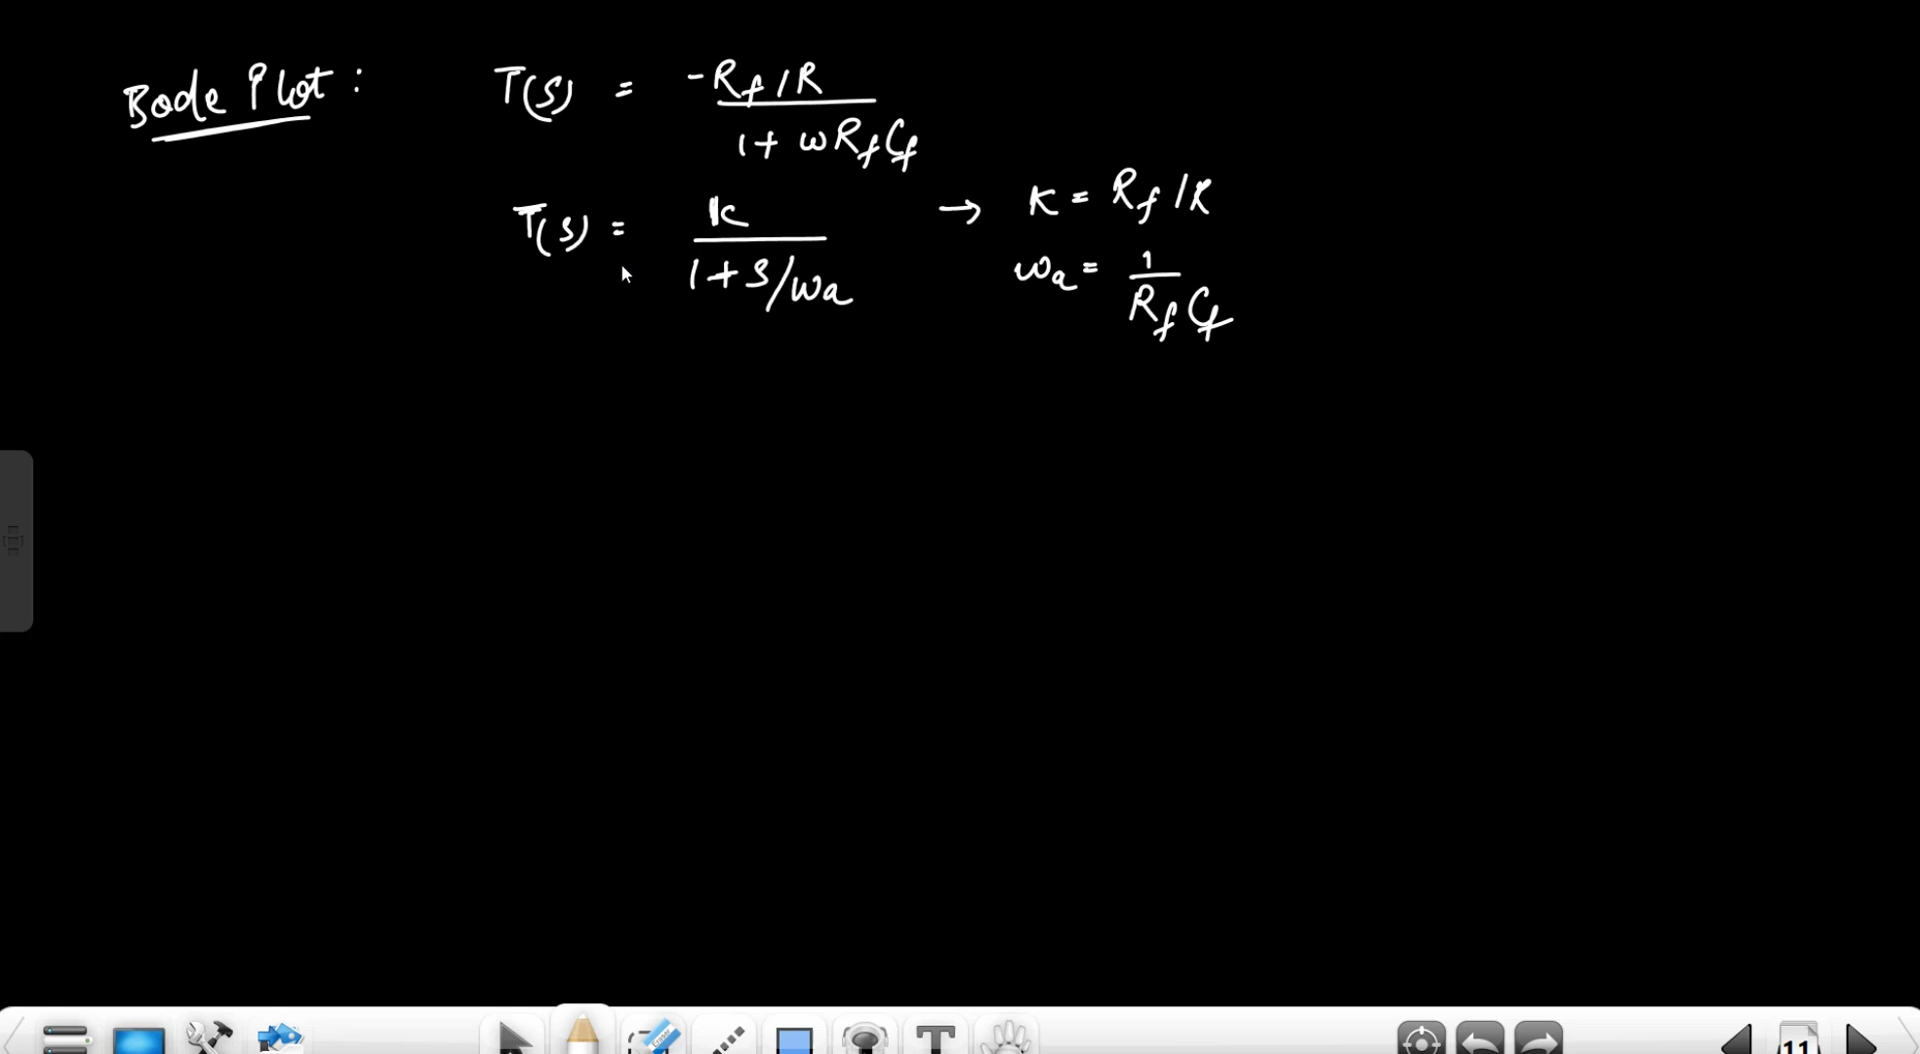 Bode Plot : T(s) = -Rf/R / 1+ ωRfCf
T(s) = K / 1+s/ωa → K = Rf/R
ωa = 1 / RfCf
T
11